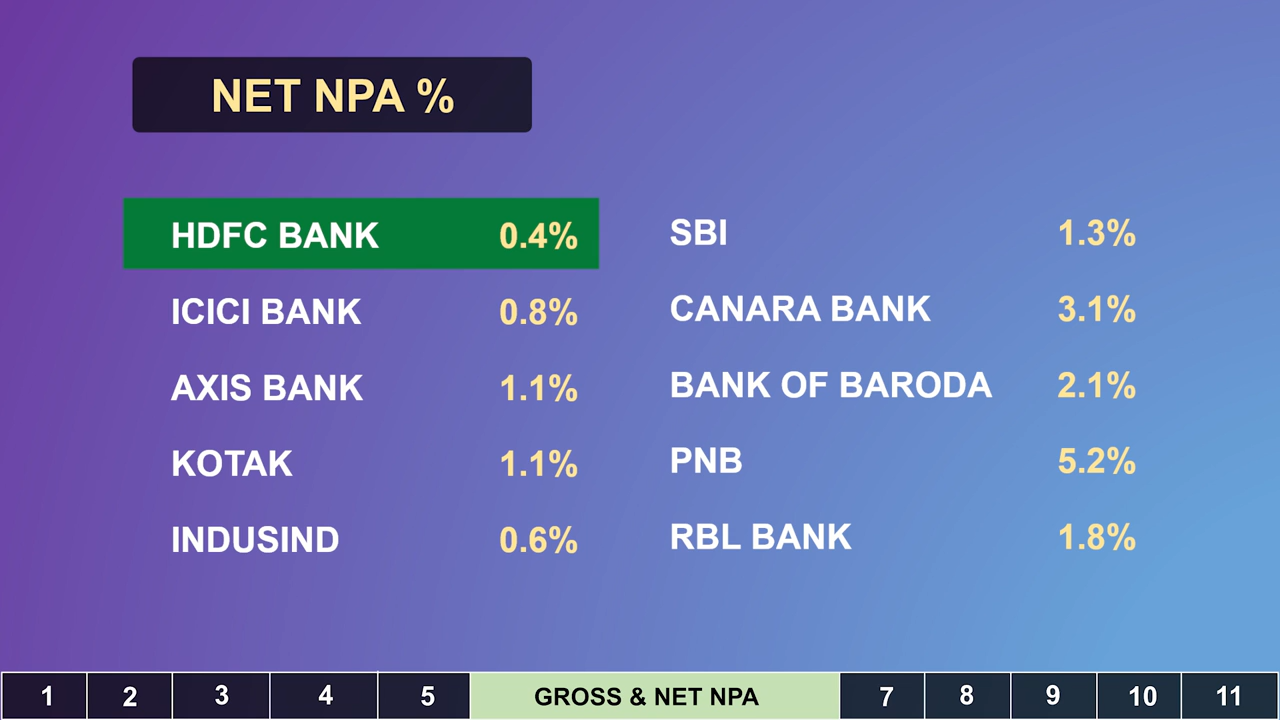 NET NPA %
HDFC BANK 0.4%
ICICI BANK 0.8%
AXIS BANK 1.1%
KOTAK 1.1%
INDUSIND 0.6%
SBI 1.3%
CANARA BANK 3.1%
BANK OF BARODA 2.1%
PNB 5.2%
RBL BANK 1.8%
1 2 3 4 5 GROSS & NET NPA 7 8 9 10 11